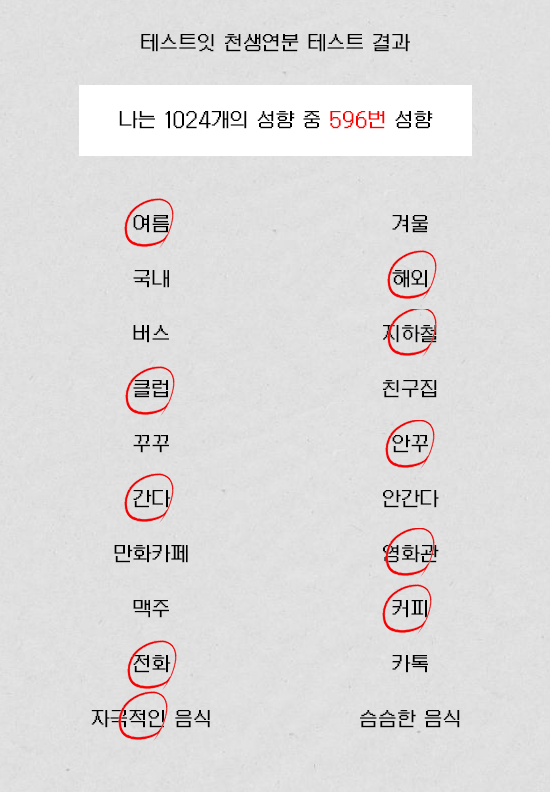 테스트잇 천생연분 테스트 결과
나는 1024개의 성향 중 596번 성향
여름 겨울
국내 해외
버스 지하철
클럽 친구집
꾸꾸 안꾸
간다 안간다
만화카페 영화관
맥주 커피
전화 카톡
자극적인 음식 슴슴한 음식